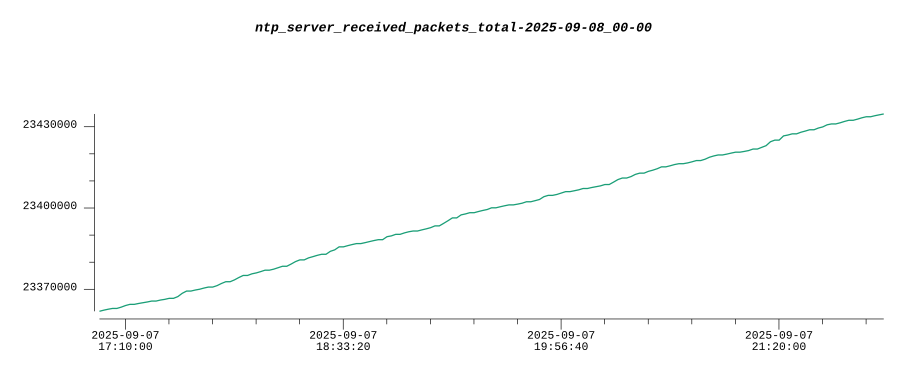 ntp_server_received_packets_total-2025-09-08_00-00
23430000
23400000
23370000
2025-09-07 2025-09-07 2025-09-07 2025-09-07
17:10:00 18:33:20 19:56:40 21:20:00